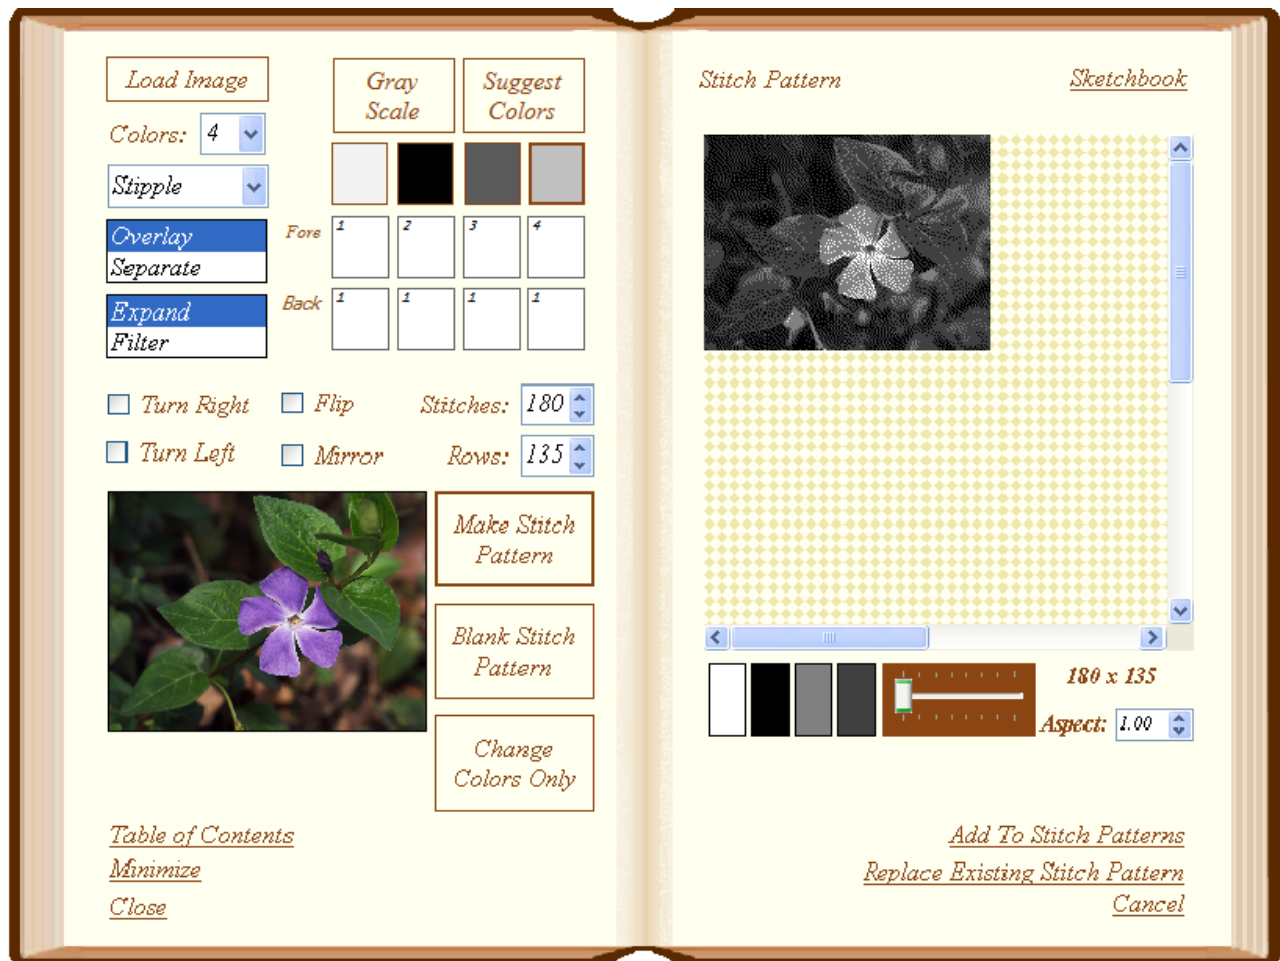 Load Image
Gray Scale
Suggest Colors
Colors: 4
Stipple
Overlay
Separate
Expand
Filter
Fore 1 2 3 4
Back 1 1 1 1
Turn Right
Flip
Stitches: 180
Turn Left
Mirror
Rows: 135
Make Stitch
Pattern
Blank Stitch
Pattern
Change
Colors Only
Table of Contents
Minimize
Close
Stitch Pattern
Sketchbook
180 x 135
Aspect: 1.00
Add To Stitch Patterns
Replace Existing Stitch Pattern
Cancel